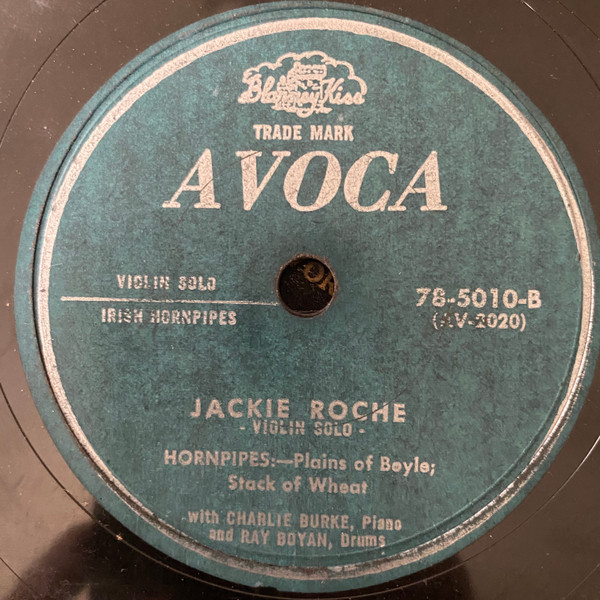 Blarney Kiss
TRADE MARK
AVOCA
VIOLIN SOLO
IRISH HORNPIPES
78-5010-B
(AV-2020)
JACKIE ROCHE
- VIOLIN SOLO -
HORNPIPES:—Plains of Boyle;
Stack of Wheat
-with CHARLIE BURKE, Piano
and RAY BOYAN, Drums